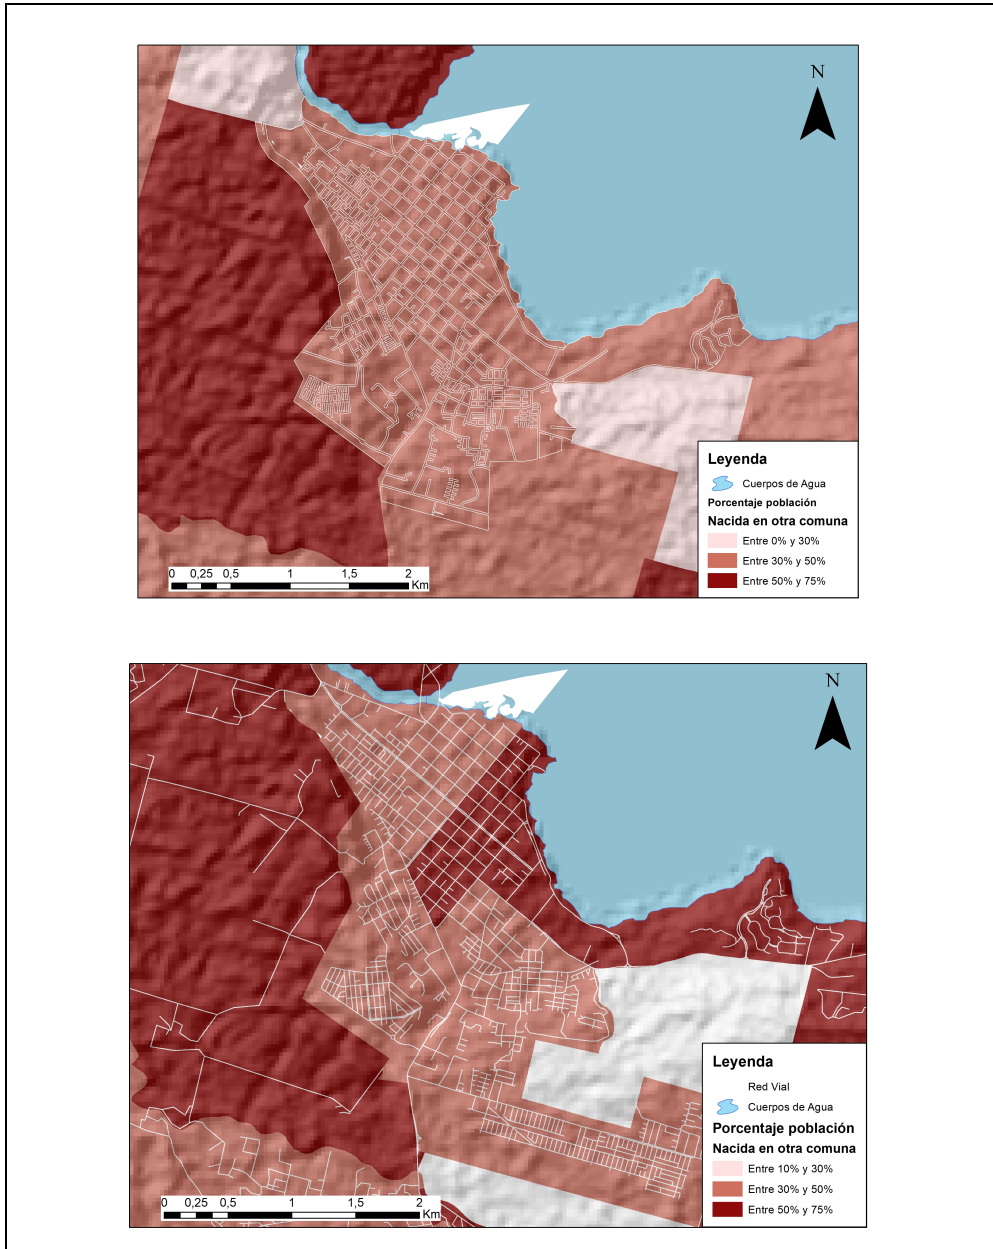 N
Leyenda
Cuerpos de Agua
Porcentaje población
Nacida en otra comuna
Entre 0% y 30%
Entre 30% y 50%
Entre 50% y 75%
0 0,25 0,5 1 1,5 2
Km
N
Leyenda
Red Vial
Cuerpos de Agua
Porcentaje población
Nacida en otra comuna
Entre 10% y 30%
Entre 30% y 50%
Entre 50% y 75%
0 0,25 0,5 1 1,5 2
Km